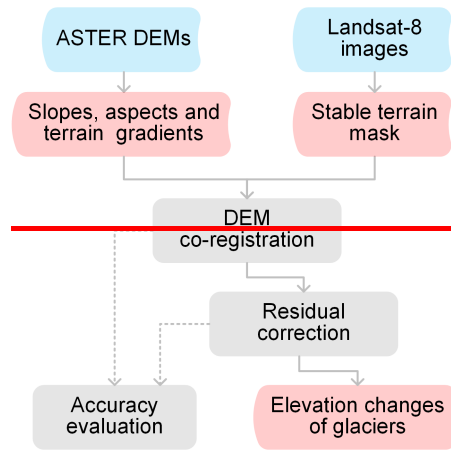 ASTER DEMs
Landsat-8
images
Slopes, aspects and
terrain gradients
Stable terrain
mask
DEM
co-registration
Residual
correction
Accuracy
evaluation
Elevation changes
of glaciers